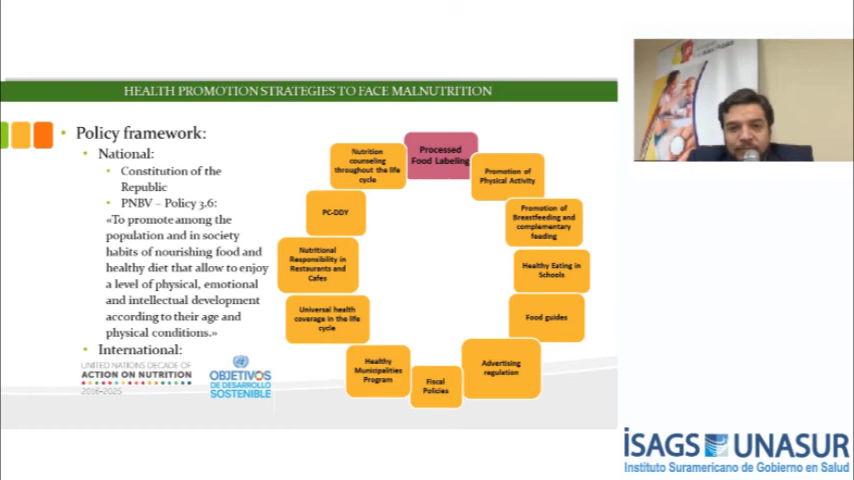 HEALTH PROMOTION STRATEGIES TO FACE MALNUTRITION
• Policy framework:
• National:
• Constitution of the
Republic
• PNBV – Policy 3.6:
«To promote among the
population and in society
habits of nourishing food and
healthy diet that allow to enjoy
a level of physical, emotional
and intellectual development
according to their age and
physical conditions.»
• International:
UNITED NATIONS DECADE OF
ACTION ON NUTRITION
2016-2025
OBJETIVOS
DE DESARROLLO
SOSTENIBLE
Processed
Food Labeling
Promotion of
Physical Activity
Promotion of
Breastfeeding and
complementary
feeding
Healthy Eating in
Schools
Food guides
Advertising
regulation
Fiscal
Policies
Healthy
Municipalities
Program
Universal health
coverage in the life
cycle
Nutritional
Responsibility in
Restaurants and
Cafes
PC-DDY
Nutrition
counseling
throughout the life
cycle
iSAGS UNASUR
Instituto Suramericano de Gobierno en Salud